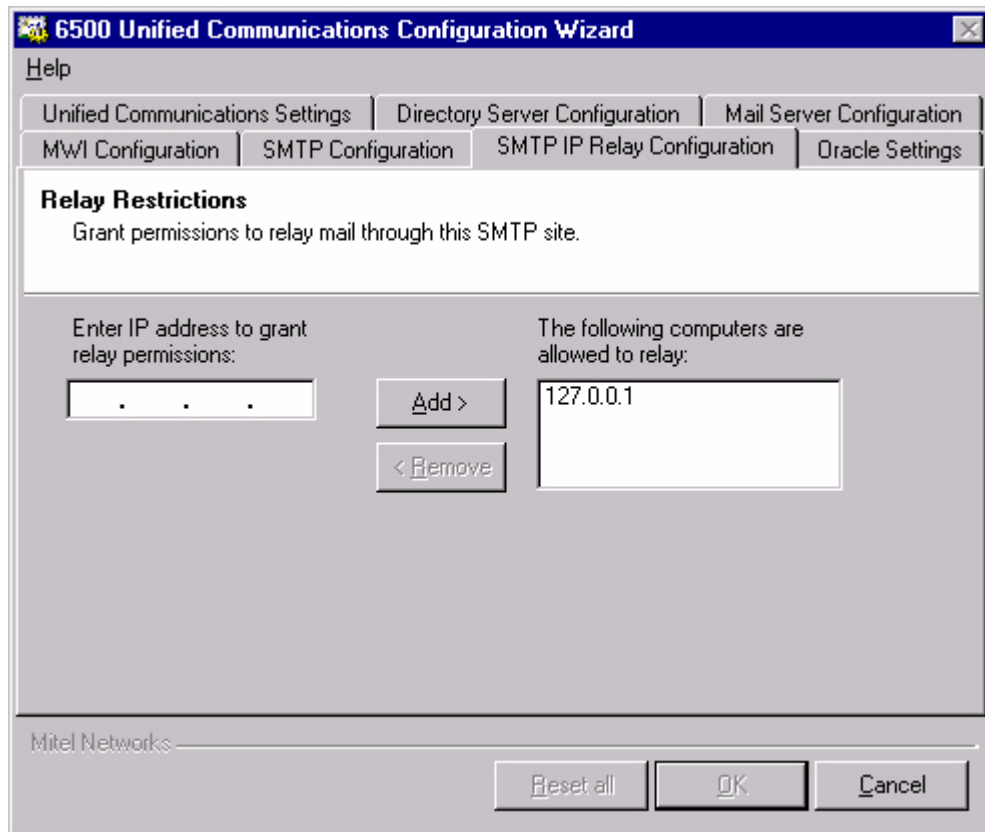 6500 Unified Communications Configuration Wizard
Help
Unified Communications Settings
Directory Server Configuration
Mail Server Configuration
MWI Configuration
SMTP Configuration
SMTP IP Relay Configuration
Oracle Settings
Relay Restrictions
Grant permissions to relay mail through this SMTP site.
Enter IP address to grant
relay permissions:
. . .
Add >
< Remove
The following computers are
allowed to relay:
127.0.0.1
Mitel Networks
Reset all
OK
Cancel